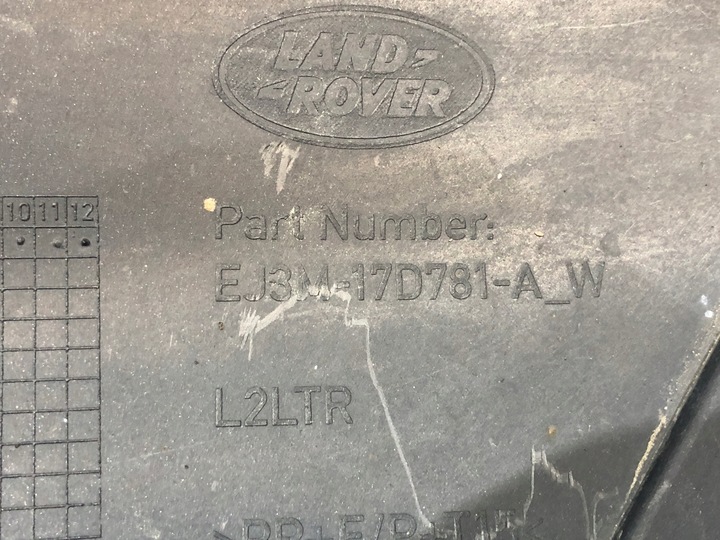 LAND
ROVER
10 11 12
Part Number:
EJ3M-17D781-A_W
L2LTR